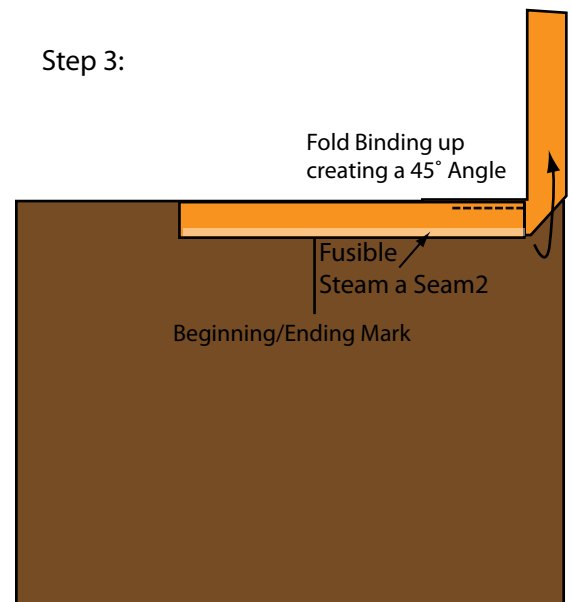 Step 3:
Fold Binding up
creating a 45° Angle
Fusible
Steam a Seam2
Beginning/Ending Mark